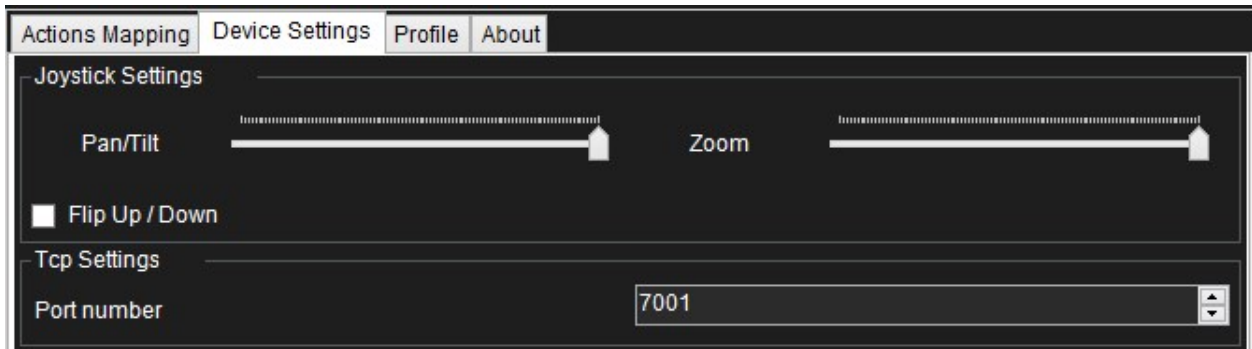 Actions Mapping Device Settings Profile About
Joystick Settings
Pan/Tilt Zoom
Flip Up / Down
Tcp Settings
Port number 7001